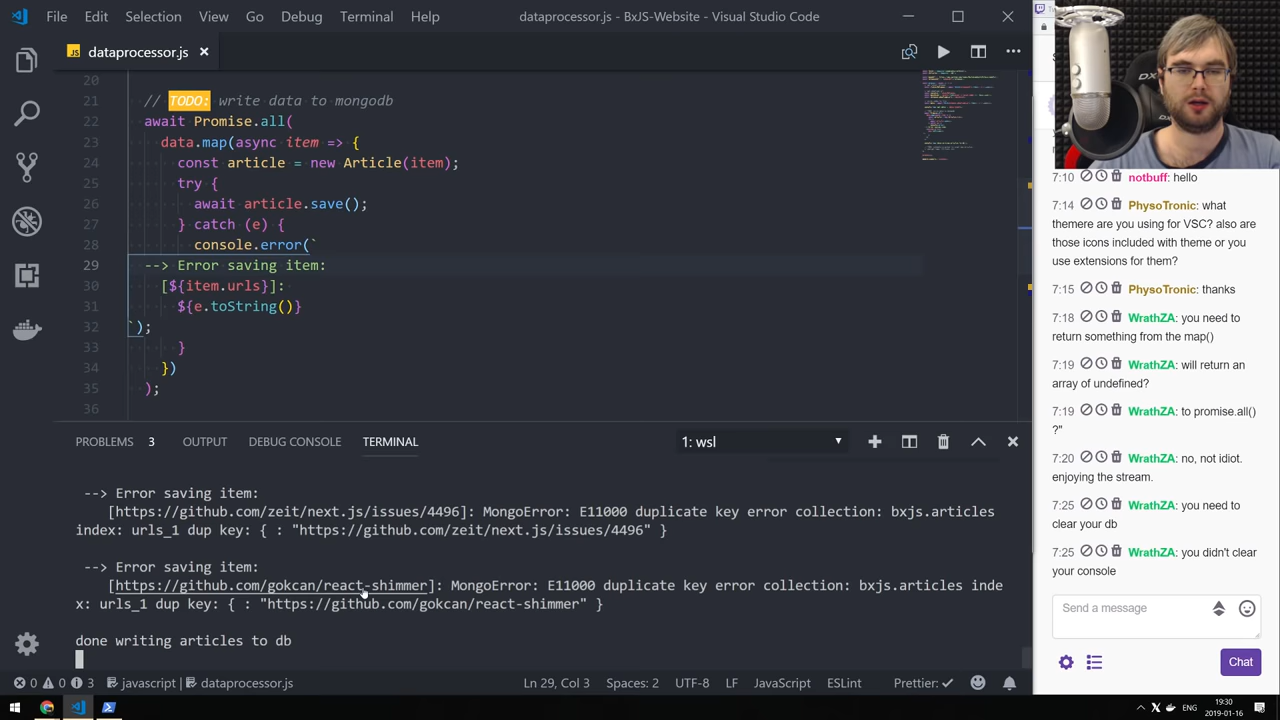 File Edit Selection View Go Debug Terminal Help dataprocessor.js - BXJS-Website - Visual Studio Code
JS dataprocessor.js
20
21 // TODO: write data to mongodb
22 await Promise.all(
23 data.map(async item => {
24 const article = new Article(item);
25 try {
26 await article.save();
27 } catch (e) {
28 console.error(`
29 --> Error saving item:
30 [${item.urls}]:
31 ${e.toString()}
32 `);
33 }
34 })
35 );
36
PROBLEMS 3 OUTPUT DEBUG CONSOLE TERMINAL 1: wsl
--> Error saving item:
[https://github.com/zeit/next.js/issues/4496]: MongoError: E11000 duplicate key error collection: bxjs.articles
index: urls_1 dup key: { : "https://github.com/zeit/next.js/issues/4496" }
--> Error saving item:
[https://github.com/gokcan/react-shimmer]: MongoError: E11000 duplicate key error collection: bxjs.articles inde
x: urls_1 dup key: { : "https://github.com/gokcan/react-shimmer" }
done writing articles to db
0 0 3 javascript dataprocessor.js Ln 29, Col 3 Spaces: 2 UTF-8 LF JavaScript ESLint Prettier: ✓
DX
7:10 notbuff: hello
7:14 PhysoTronic: what
themere are you using for VSC? also are
those icons included with theme or you
use extensions for them?
7:15 PhysoTronic: thanks
7:18 WrathZA: you need to
return something from the map()
7:19 WrathZA: will return an
array of undefined?
7:19 WrathZA: to promise.all()
?"
7:20 WrathZA: no, not idiot.
enjoying the stream.
7:25 WrathZA: you need to
clear your db
7:25 WrathZA: you didn't clear
your console
Send a message
Chat
ENG 19:30
2019-01-16